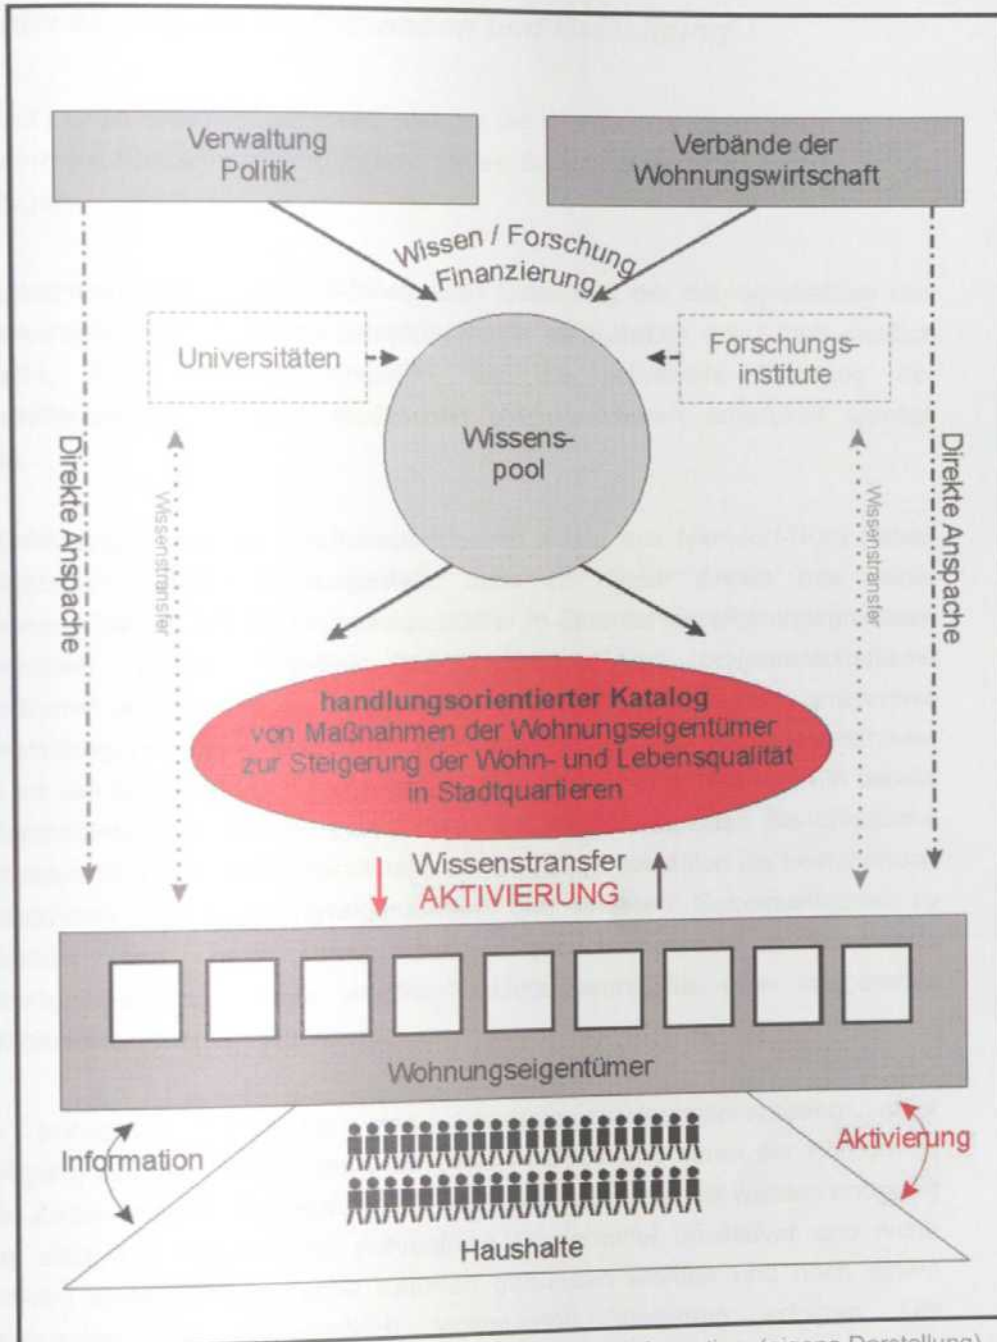 Verwaltung
Politik
Verbände der
Wohnungswirtschaft
Wissen / Forschung
Finanzierung
Universitäten
Forschungs-
institute
Wissens-
pool
Direkte Anspache
Wissenstransfer
Wissenstransfer
Direkte Anspache
handlungsorientierter Katalog
von Maßnahmen der Wohnungseigentümer
zur Steigerung der Wohn- und Lebensqualität
in Stadtquartieren
Wissenstransfer
AKTIVIERUNG
Wohnungseigentümer
Information
Aktivierung
Haushalte
(eigene Darstellung)